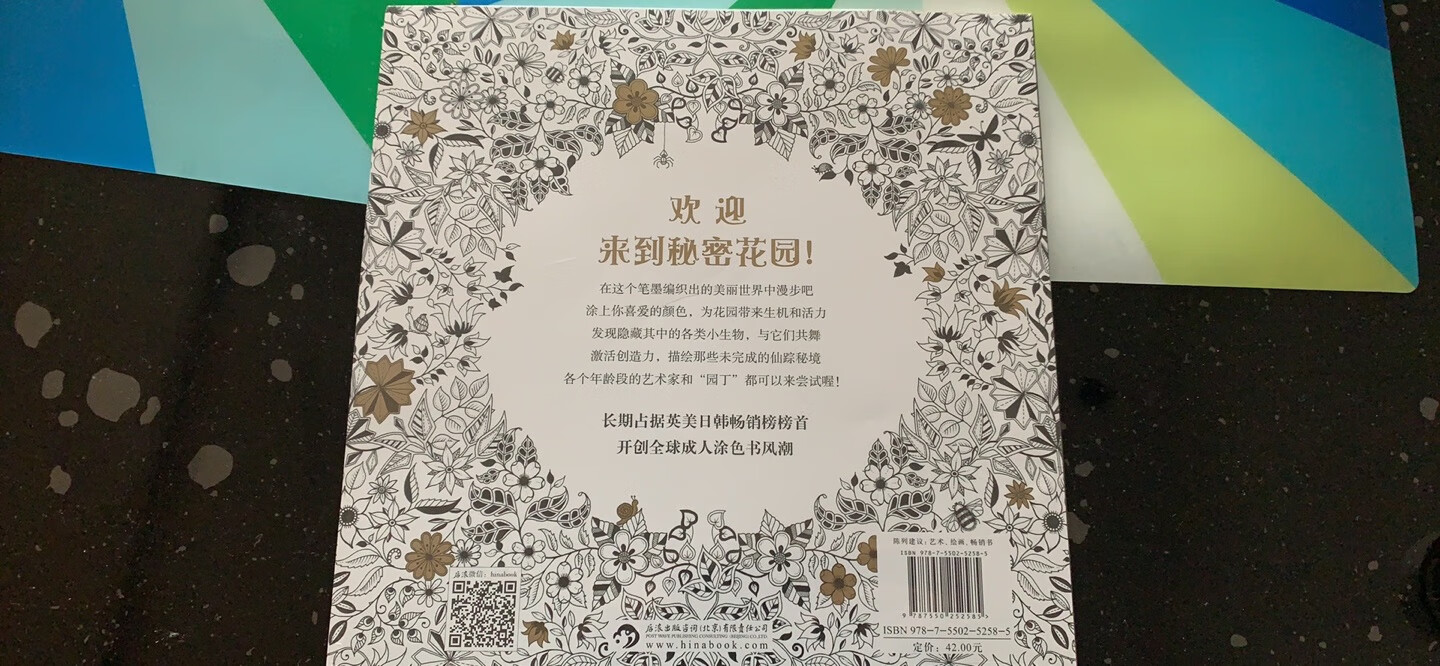 欢迎
来到秘密花园！
在这个笔墨编织出的美丽世界中漫步吧
涂上你喜爱的颜色，为花园带来生机和活力
发现隐藏其中的各类小生物，与它们共舞
激活创造力，描绘那些未完成的仙踪秘境
各个年龄段的艺术家和“园丁”都可以来尝试喔！
长期占据英美日韩畅销榜榜首
开创全球成人涂色书风潮
后浪微信：hinabook
后浪出版咨询(北京)有限责任公司
POST WAVE PUBLISHING CONSULTING (BEIJING) CO.,LTD.
www.hinabook.com
陈列建议：艺术、绘画、畅销书
ISBN 978-7-5502-5258-5
9 787550 252585
ISBN 978-7-5502-5258-5
定价：42.00元